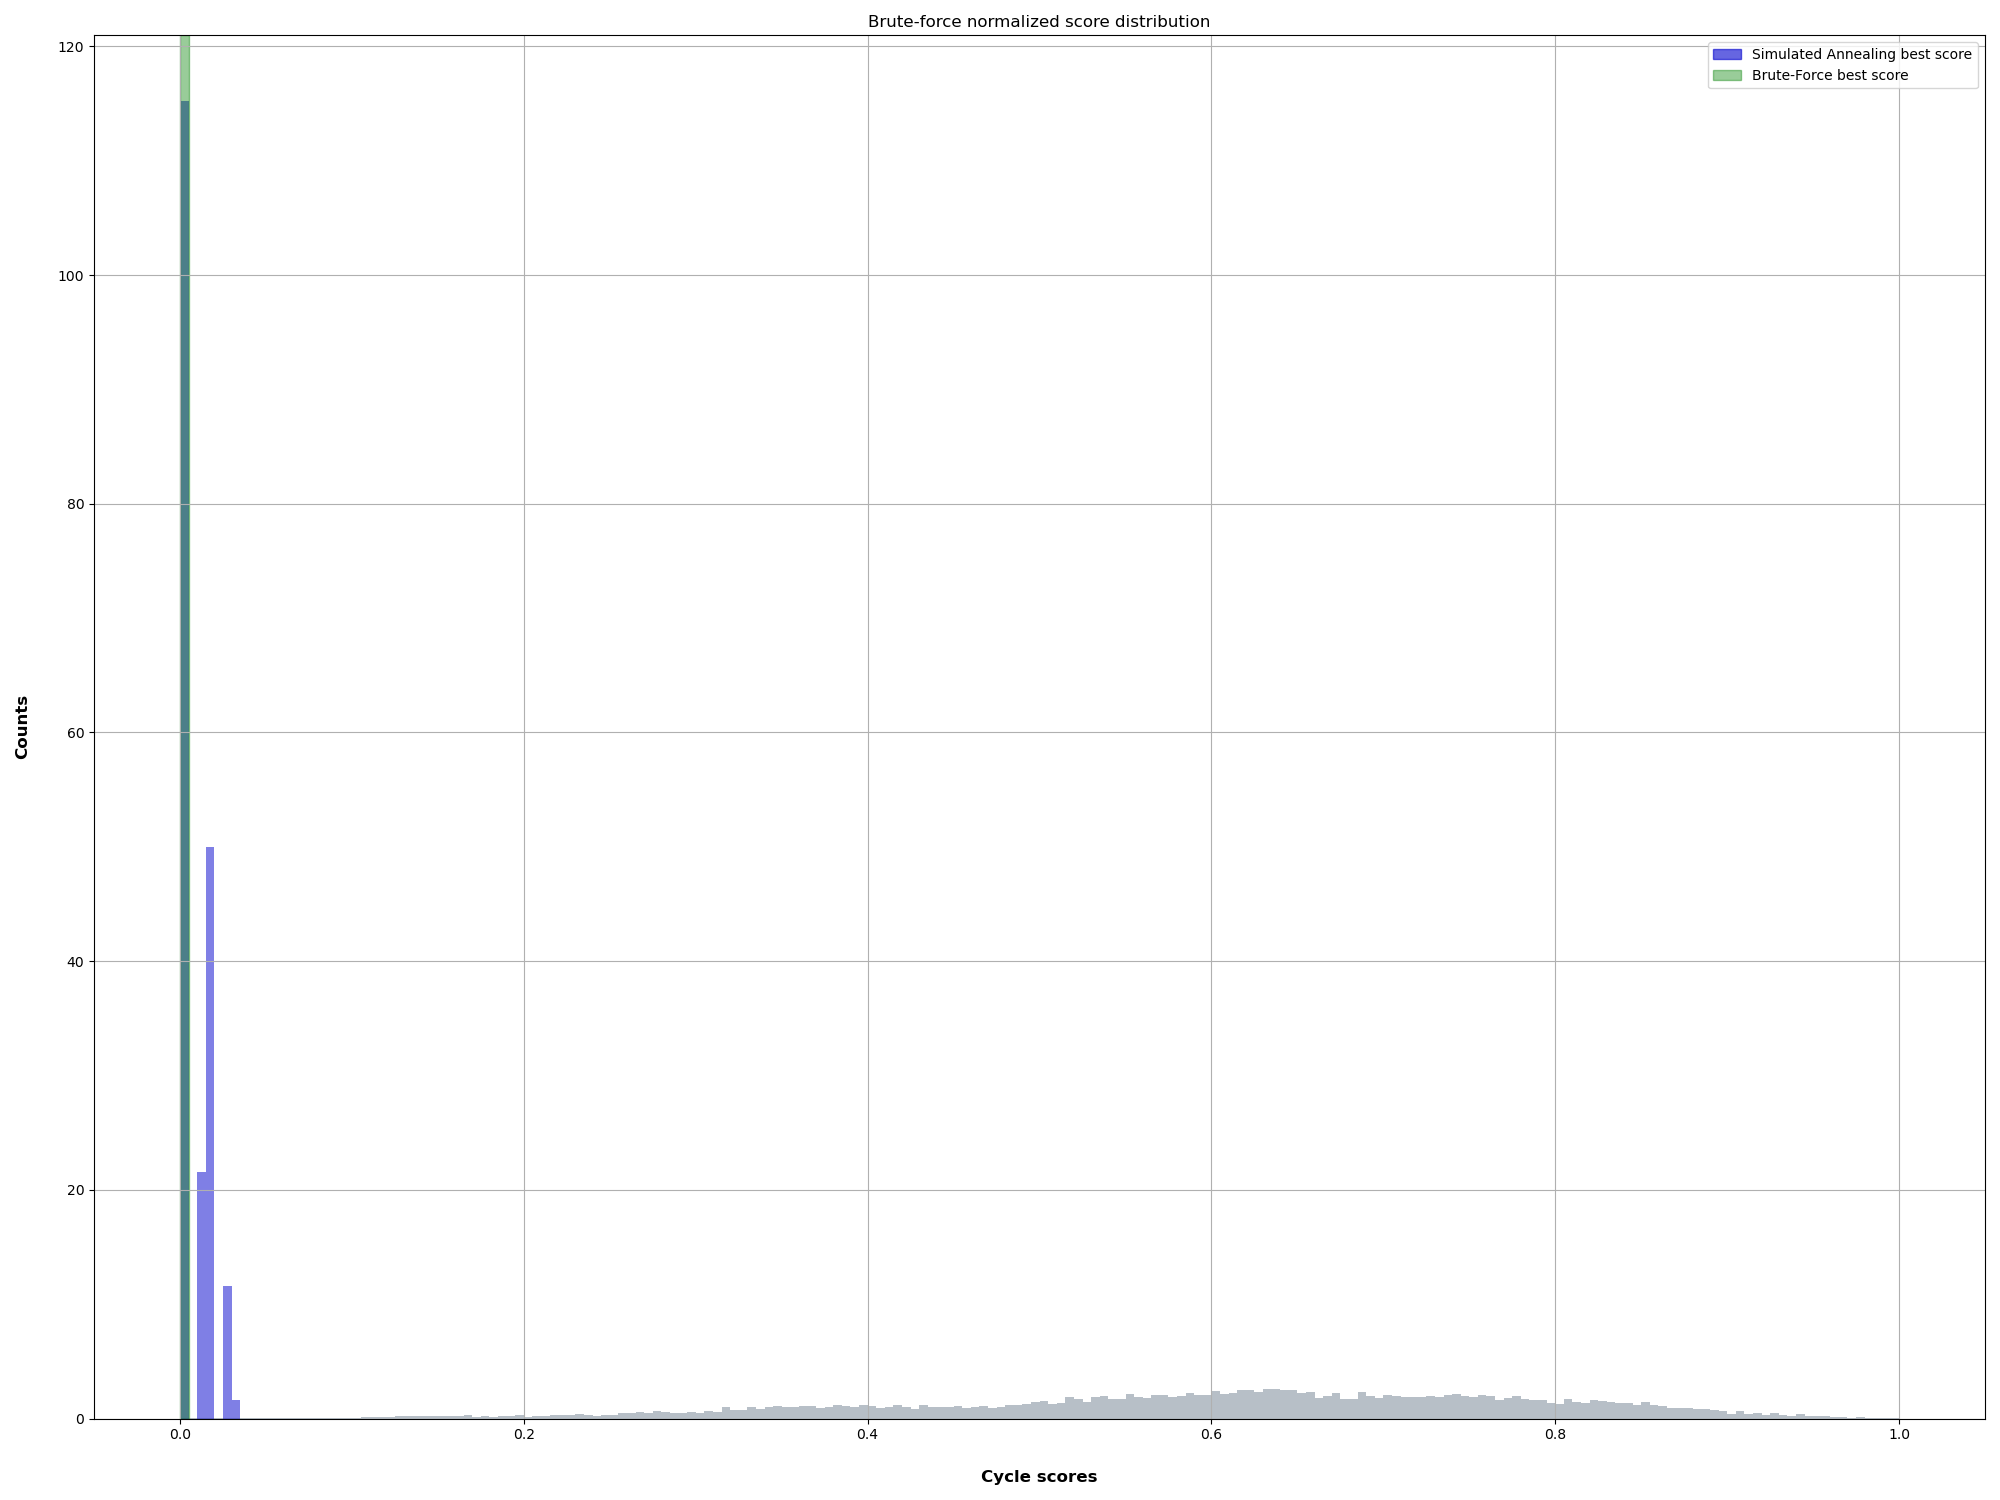 Brute-force normalized score distribution
Simulated Annealing best score
Brute-Force best score
120
100
80
60
40
20
0
Counts
0.0 0.2 0.4 0.6 0.8 1.0
Cycle scores